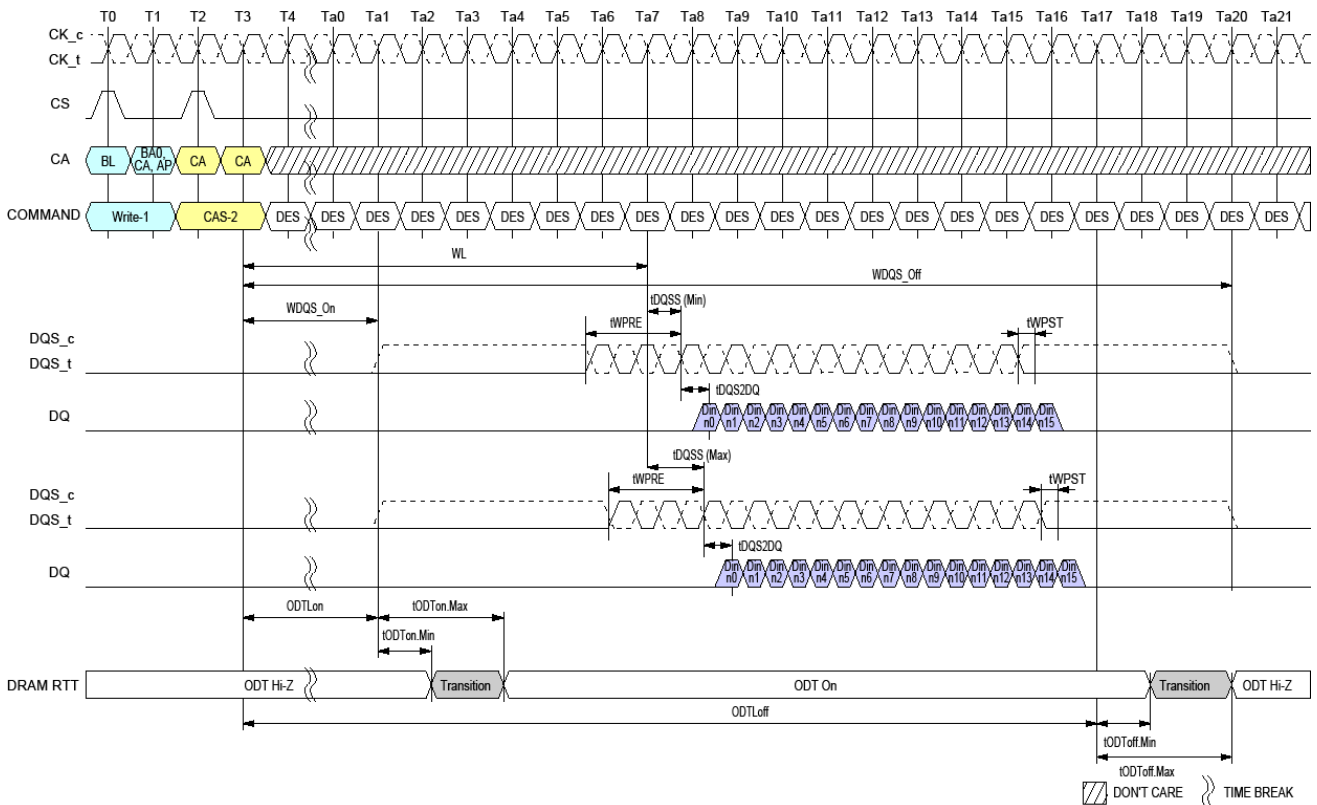 T0 T1 T2 T3 T4 Ta0 Ta1 Ta2 Ta3 Ta4 Ta5 Ta6 Ta7 Ta8 Ta9 Ta10 Ta11 Ta12 Ta13 Ta14 Ta15 Ta16 Ta17 Ta18 Ta19 Ta20 Ta21
CK_c
CK_t
CS
CA BL BA0, CA, AP CA CA
COMMAND Write-1 CAS-2 DES DES DES DES DES DES DES DES DES DES DES DES DES DES DES DES DES DES DES DES DES DES DES
WL
WDQS_Off
WDQS_On
tDQSS (Min)
tWPRE
tWPST
DQS_c
DQS_t
tDQS2DQ
DQ Din n0 Din n1 Din n2 Din n3 Din n4 Din n5 Din n6 Din n7 Din n8 Din n9 Din n10 Din n11 Din n12 Din n13 Din n14 Din n15
tDQSS (Max)
tWPRE
tWPST
DQS_c
DQS_t
tDQS2DQ
DQ Din n0 Din n1 Din n2 Din n3 Din n4 Din n5 Din n6 Din n7 Din n8 Din n9 Din n10 Din n11 Din n12 Din n13 Din n14 Din n15
ODTLon tODTon.Max
tODTon.Min
DRAM RTT ODT Hi-Z Transition ODT On Transition ODT Hi-Z
ODTLoff
tODToff.Min
tODToff.Max
DON'T CARE TIME BREAK